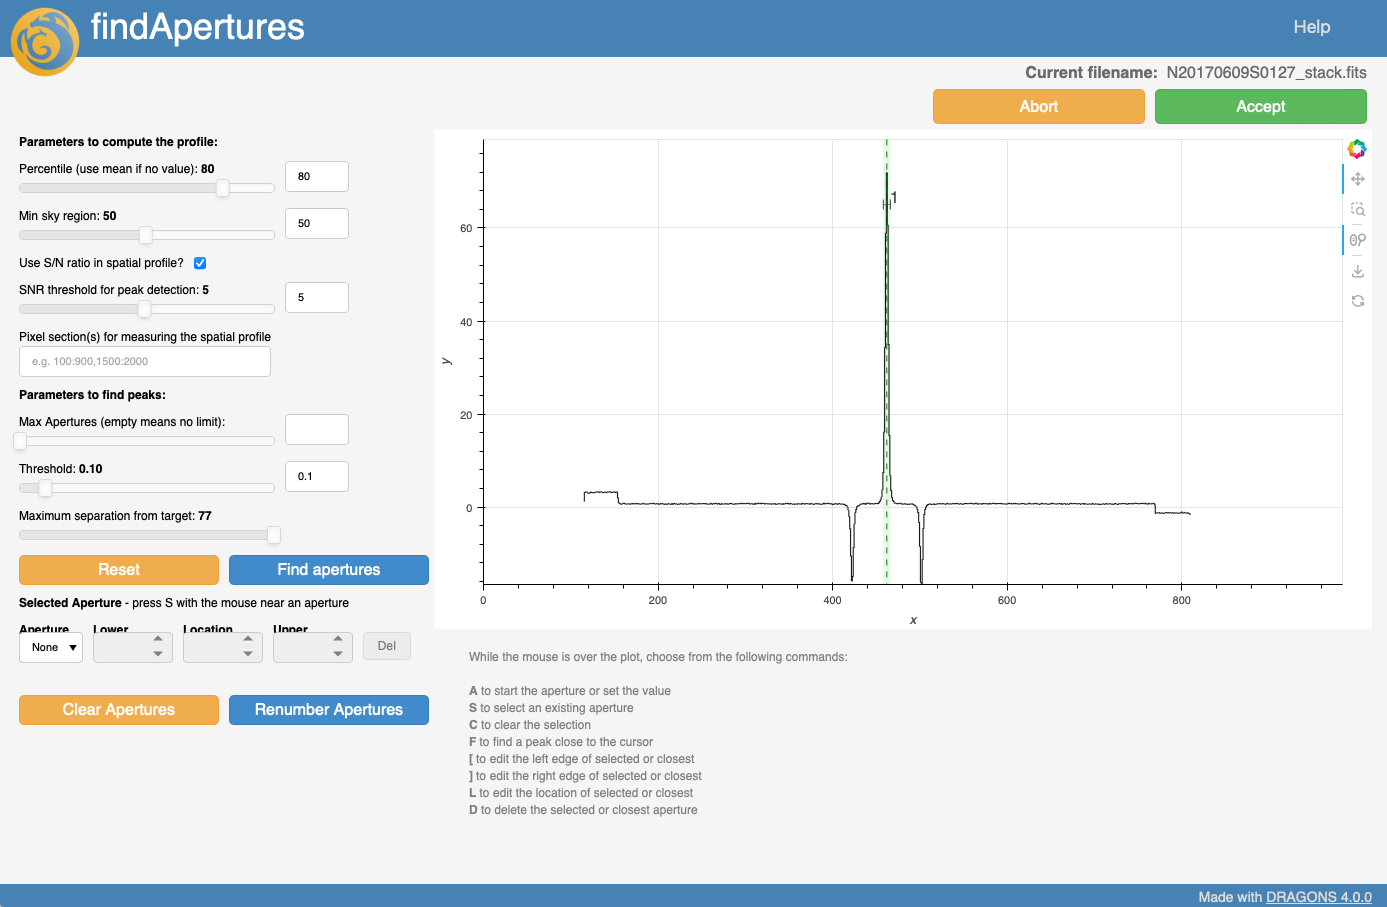 findApertures
Help
Current filename: N20170609S0127_stack.fits
Abort
Accept
Parameters to compute the profile:
Percentile (use mean if no value): 80
80
Min sky region: 50
50
Use S/N ratio in spatial profile?
SNR threshold for peak detection: 5
5
Pixel section(s) for measuring the spatial profile
e.g. 100:900,1500:2000
Parameters to find peaks:
Max Apertures (empty means no limit):
Threshold: 0.10
0.1
Maximum separation from target: 77
Reset
Find apertures
Selected Aperture - press S with the mouse near an aperture
Aperture Lower Location Upper
None
Del
Clear Apertures
Renumber Apertures
1
60
40
20
0
y
0 200 400 600 800
x
While the mouse is over the plot, choose from the following commands:
A to start the aperture or set the value
S to select an existing aperture
C to clear the selection
F to find a peak close to the cursor
[ to edit the left edge of selected or closest
] to edit the right edge of selected or closest
L to edit the location of selected or closest
D to delete the selected or closest aperture
Made with DRAGONS 4.0.0